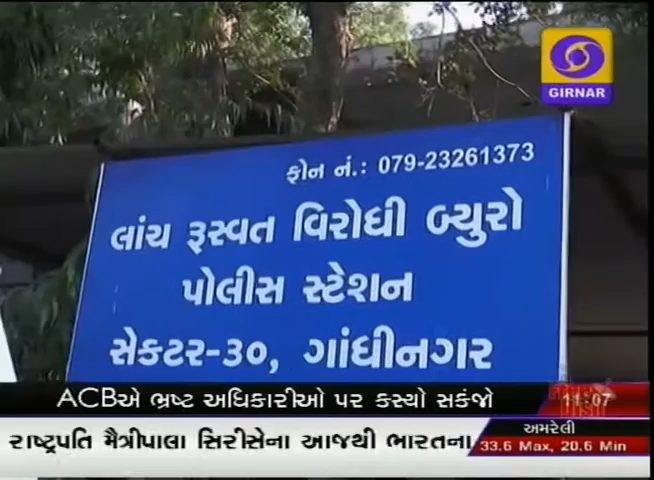 GIRNAR
ફોન નં.: 079-23261373
લાંચ રૂસ્વત વિરોધી બ્યુરો
પોલીસ સ્ટેશન
સેકટર-૩૦, ગાંધીનગર
ACBએ ભ્રષ્ટ અધિકારીઓ પર કસ્યો સકંજો
11:07
અમરેલી
રાષ્ટ્રપતિ મૈત્રીપાલા સિરીસેના આજથી ભારતના
33.6 Max, 20.6 Min